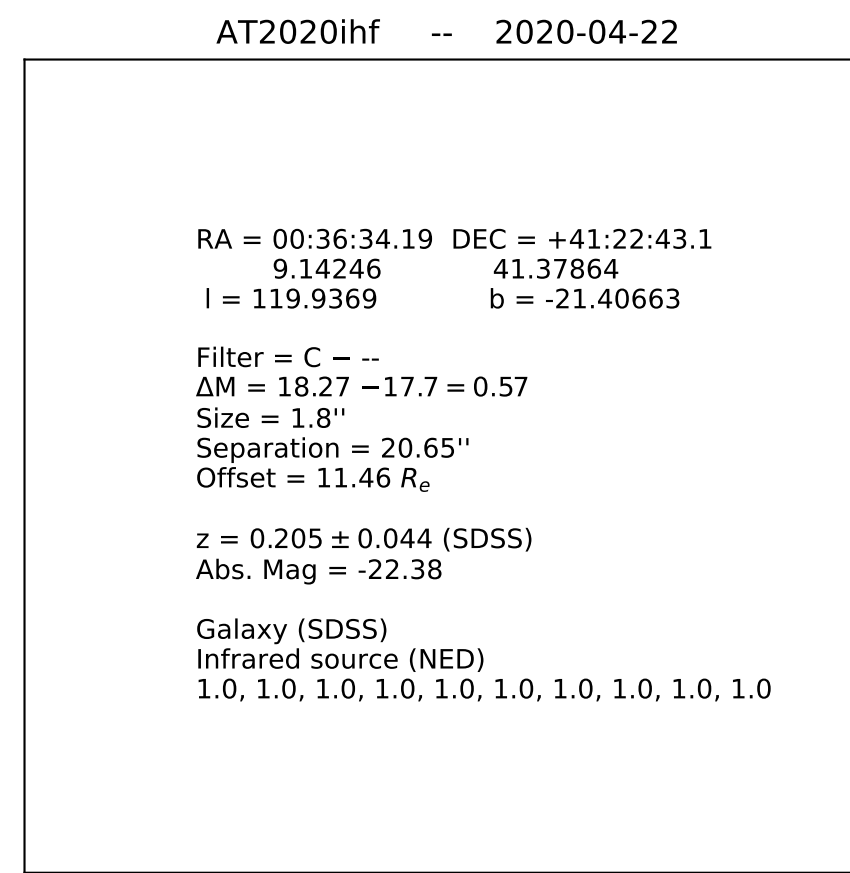 AT2020ihf -- 2020-04-22
RA = 00:36:34.19 DEC = +41:22:43.1
9.14246 41.37864
l = 119.9369 b = -21.40663
Filter = C − --
ΔM = 18.27 −17.7 = 0.57
Size = 1.8''
Separation = 20.65''
Offset = 11.46 Re
z = 0.205 ± 0.044 (SDSS)
Abs. Mag = -22.38
Galaxy (SDSS)
Infrared source (NED)
1.0, 1.0, 1.0, 1.0, 1.0, 1.0, 1.0, 1.0, 1.0, 1.0